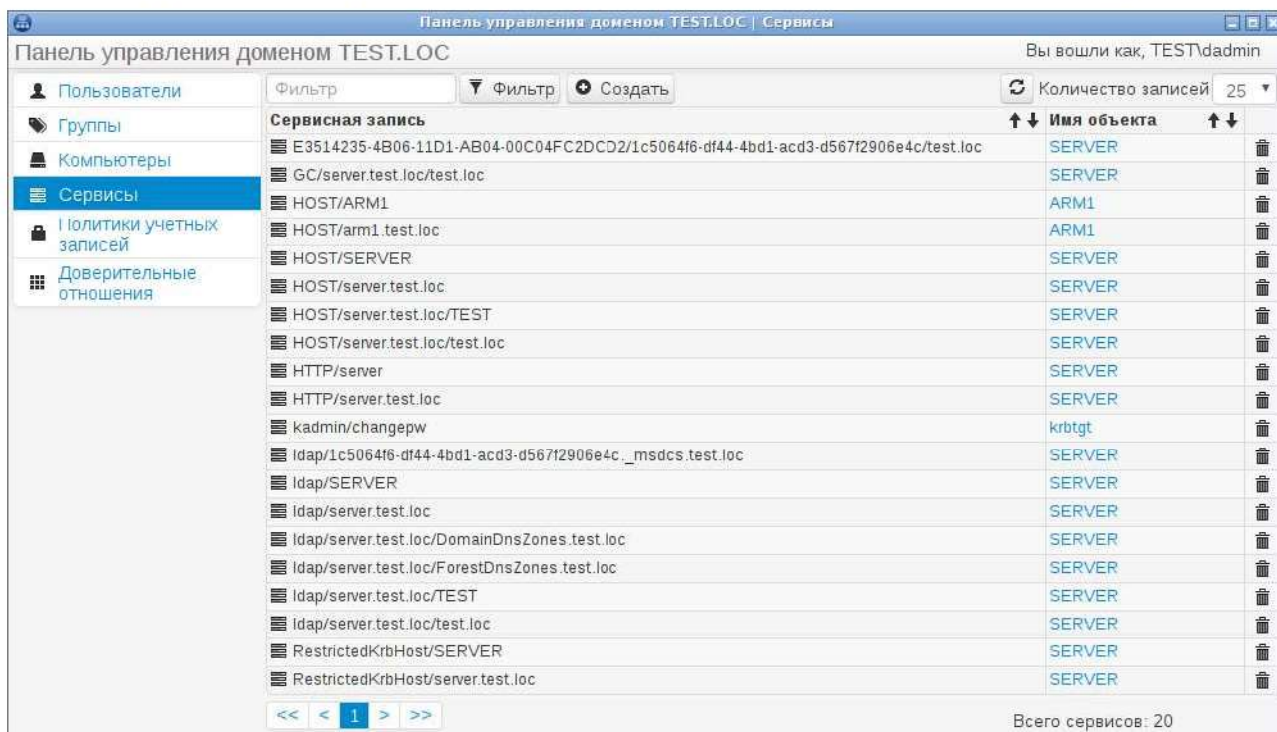 Панель управления доменом TEST.LOC | Сервисы
Панель управления доменом TEST.LOC
Вы вошли как, TEST\dadmin
Пользователи
Группы
Компьютеры
Сервисы
Политики учетных
записей
Доверительные
отношения
Фильтр Фильтр Создать Количество записей 25
Сервисная запись Имя объекта
E3514235-4B06-11D1-AB04-00C04FC2DCD2/1c5064f6-df44-4bd1-acd3-d567f2906e4c/test.loc SERVER
GC/server.test.loc/test.loc SERVER
HOST/ARM1 ARM1
HOST/arm1.test.loc ARM1
HOST/SERVER SERVER
HOST/server.test.loc SERVER
HOST/server.test.loc/TEST SERVER
HOST/server.test.loc/test.loc SERVER
HTTP/server SERVER
HTTP/server.test.loc SERVER
kadmin/changepw krbtgt
ldap/1c5064f6-df44-4bd1-acd3-d567f2906e4c._msdcs.test.loc SERVER
ldap/SERVER SERVER
ldap/server.test.loc SERVER
ldap/server.test.loc/DomainDnsZones.test.loc SERVER
ldap/server.test.loc/ForestDnsZones.test.loc SERVER
ldap/server.test.loc/TEST SERVER
ldap/server.test.loc/test.loc SERVER
RestrictedKrbHost/SERVER SERVER
RestrictedKrbHost/server.test.loc SERVER
<< < 1 > >>
Всего сервисов: 20